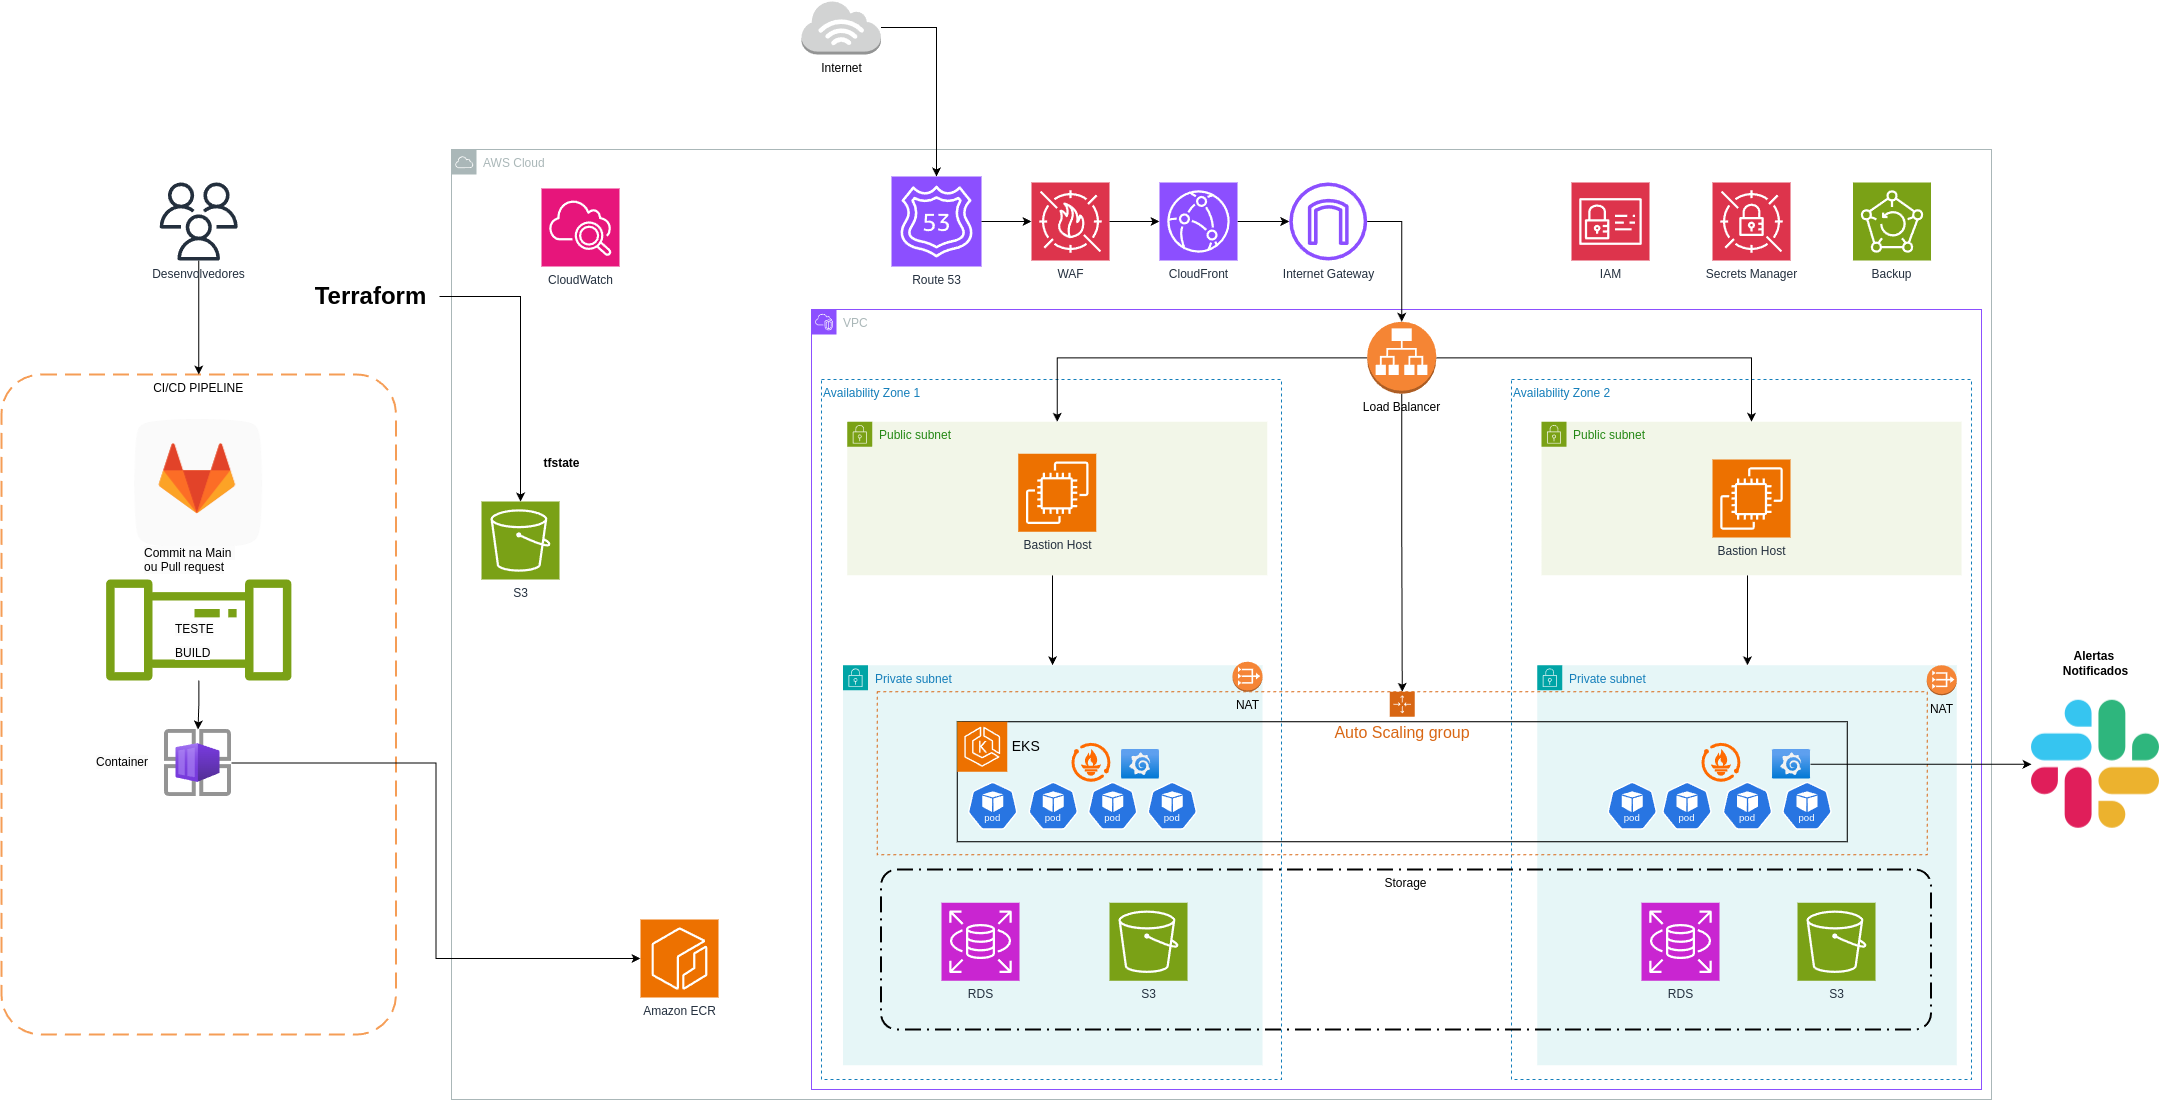 Internet
AWS Cloud
CloudWatch
53
Route 53
WAF
CloudFront
Internet Gateway
IAM
Secrets Manager
Backup
Desenvolvedores
Terraform
tfstate
S3
CI/CD PIPELINE
Commit na Main
ou Pull request
TESTE
BUILD
Container
Amazon ECR
VPC
Load Balancer
Availability Zone 1
Public subnet
Bastion Host
Availability Zone 2
Public subnet
Bastion Host
Private subnet
NAT
Private subnet
NAT
Auto Scaling group
K
EKS
pod
pod
pod
pod
pod
pod
pod
pod
Storage
RDS
S3
RDS
S3
Alertas
Notificados